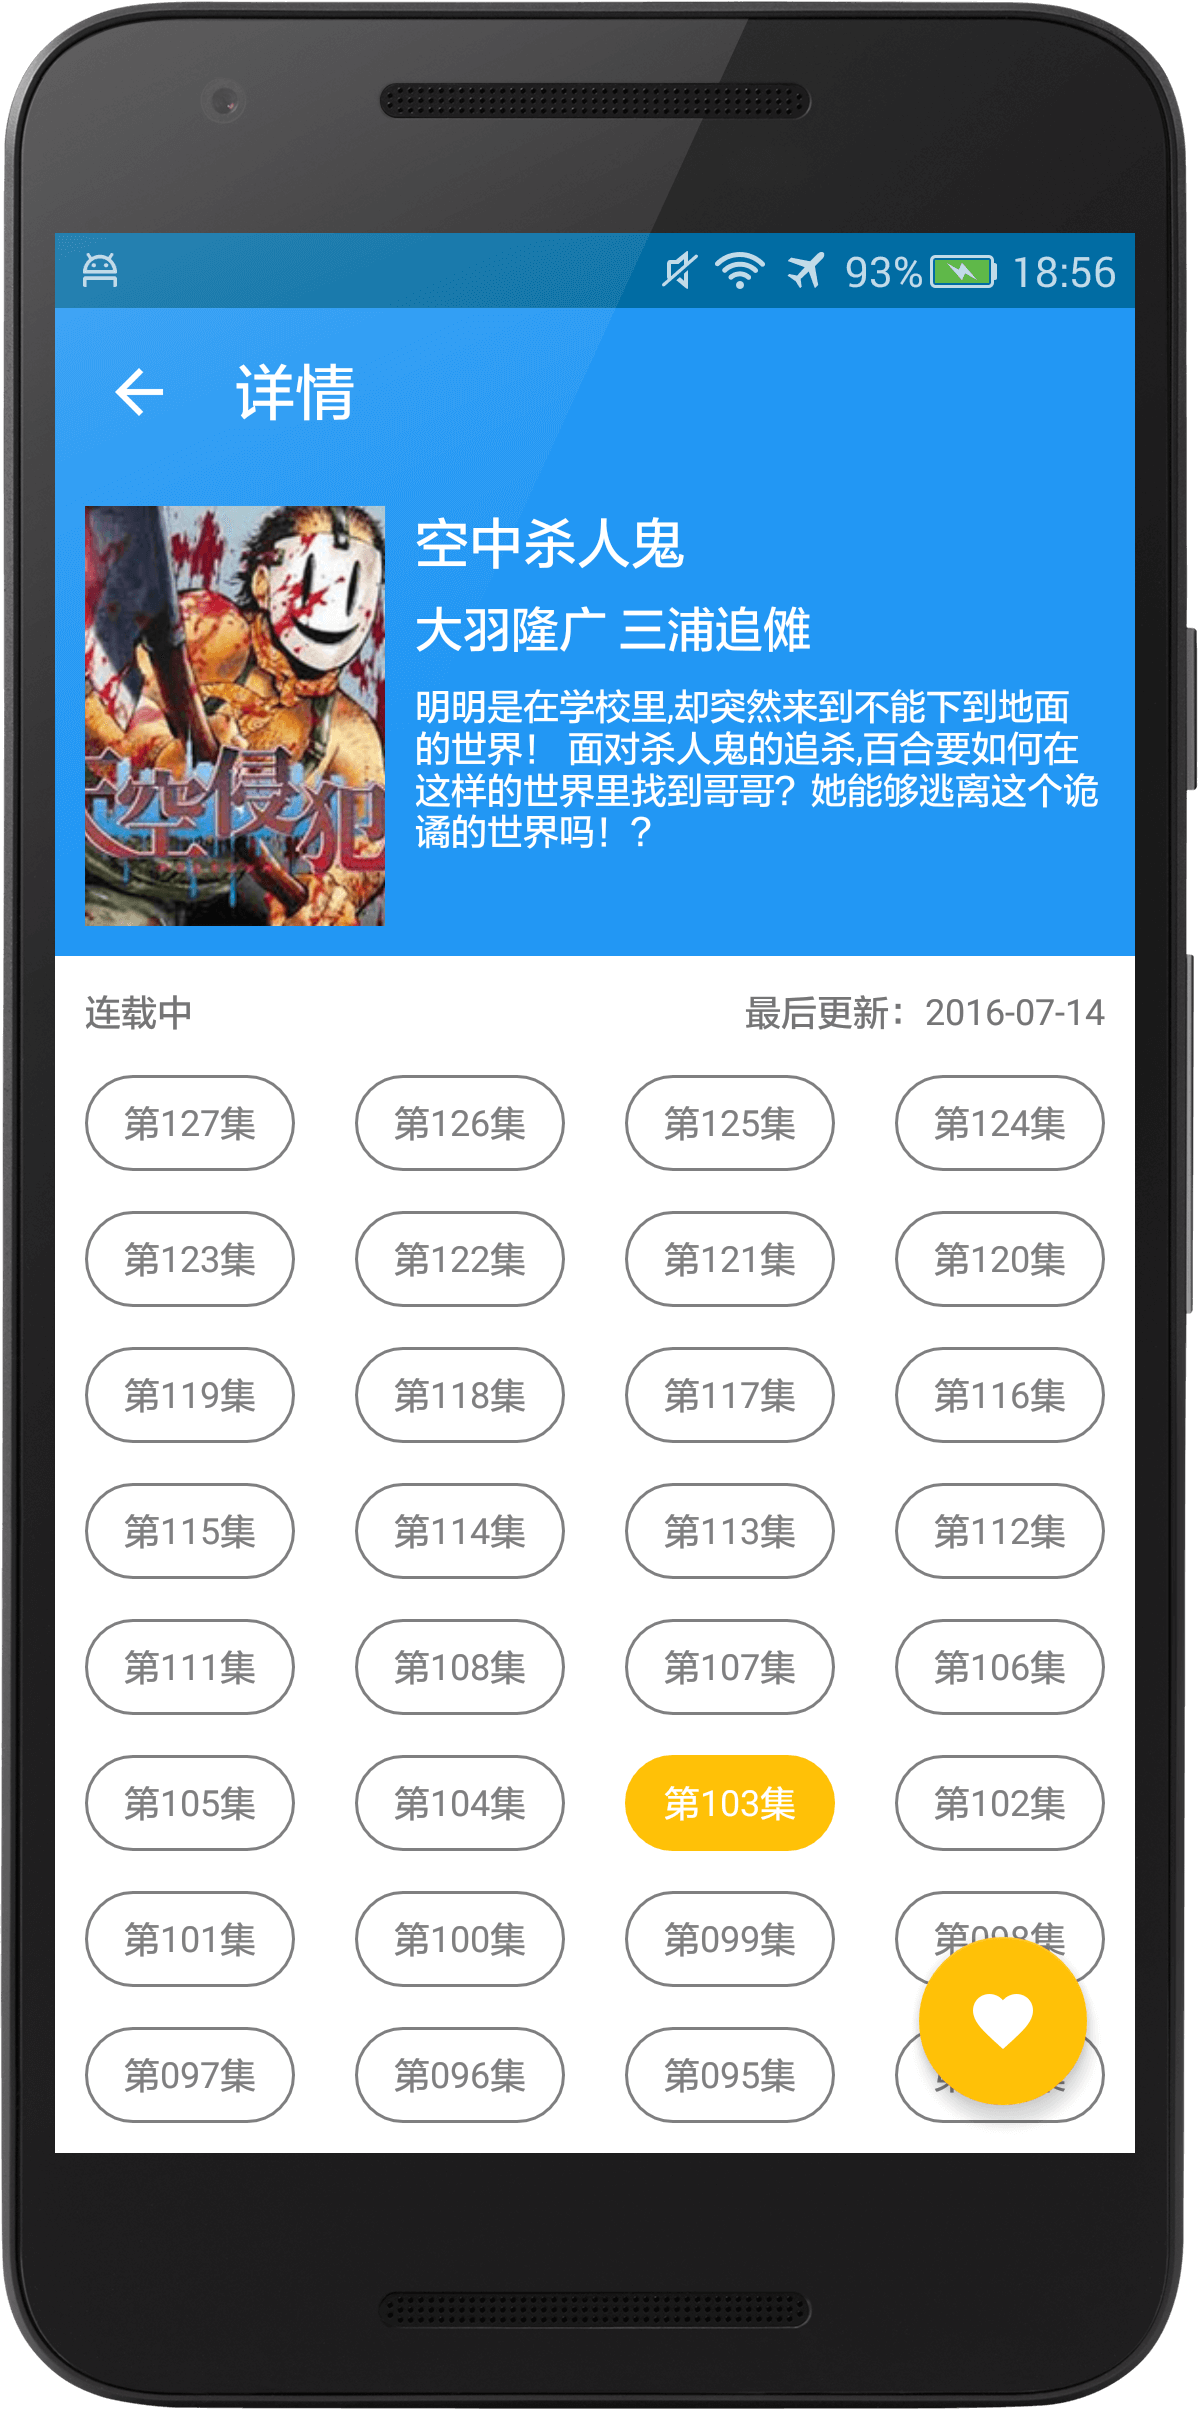 93% 18:56
详情
空中杀人鬼
大羽隆广 三浦追傩
明明是在学校里,却突然来到不能下到地面
的世界! 面对杀人鬼的追杀,百合要如何在
这样的世界里找到哥哥? 她能够逃离这个诡
谲的世界吗! ?
天空侵犯
连载中 最后更新: 2016-07-14
第127集 第126集 第125集 第124集
第123集 第122集 第121集 第120集
第119集 第118集 第117集 第116集
第115集 第114集 第113集 第112集
第111集 第108集 第107集 第106集
第105集 第104集 第103集 第102集
第101集 第100集 第099集 第098集
第097集 第096集 第095集